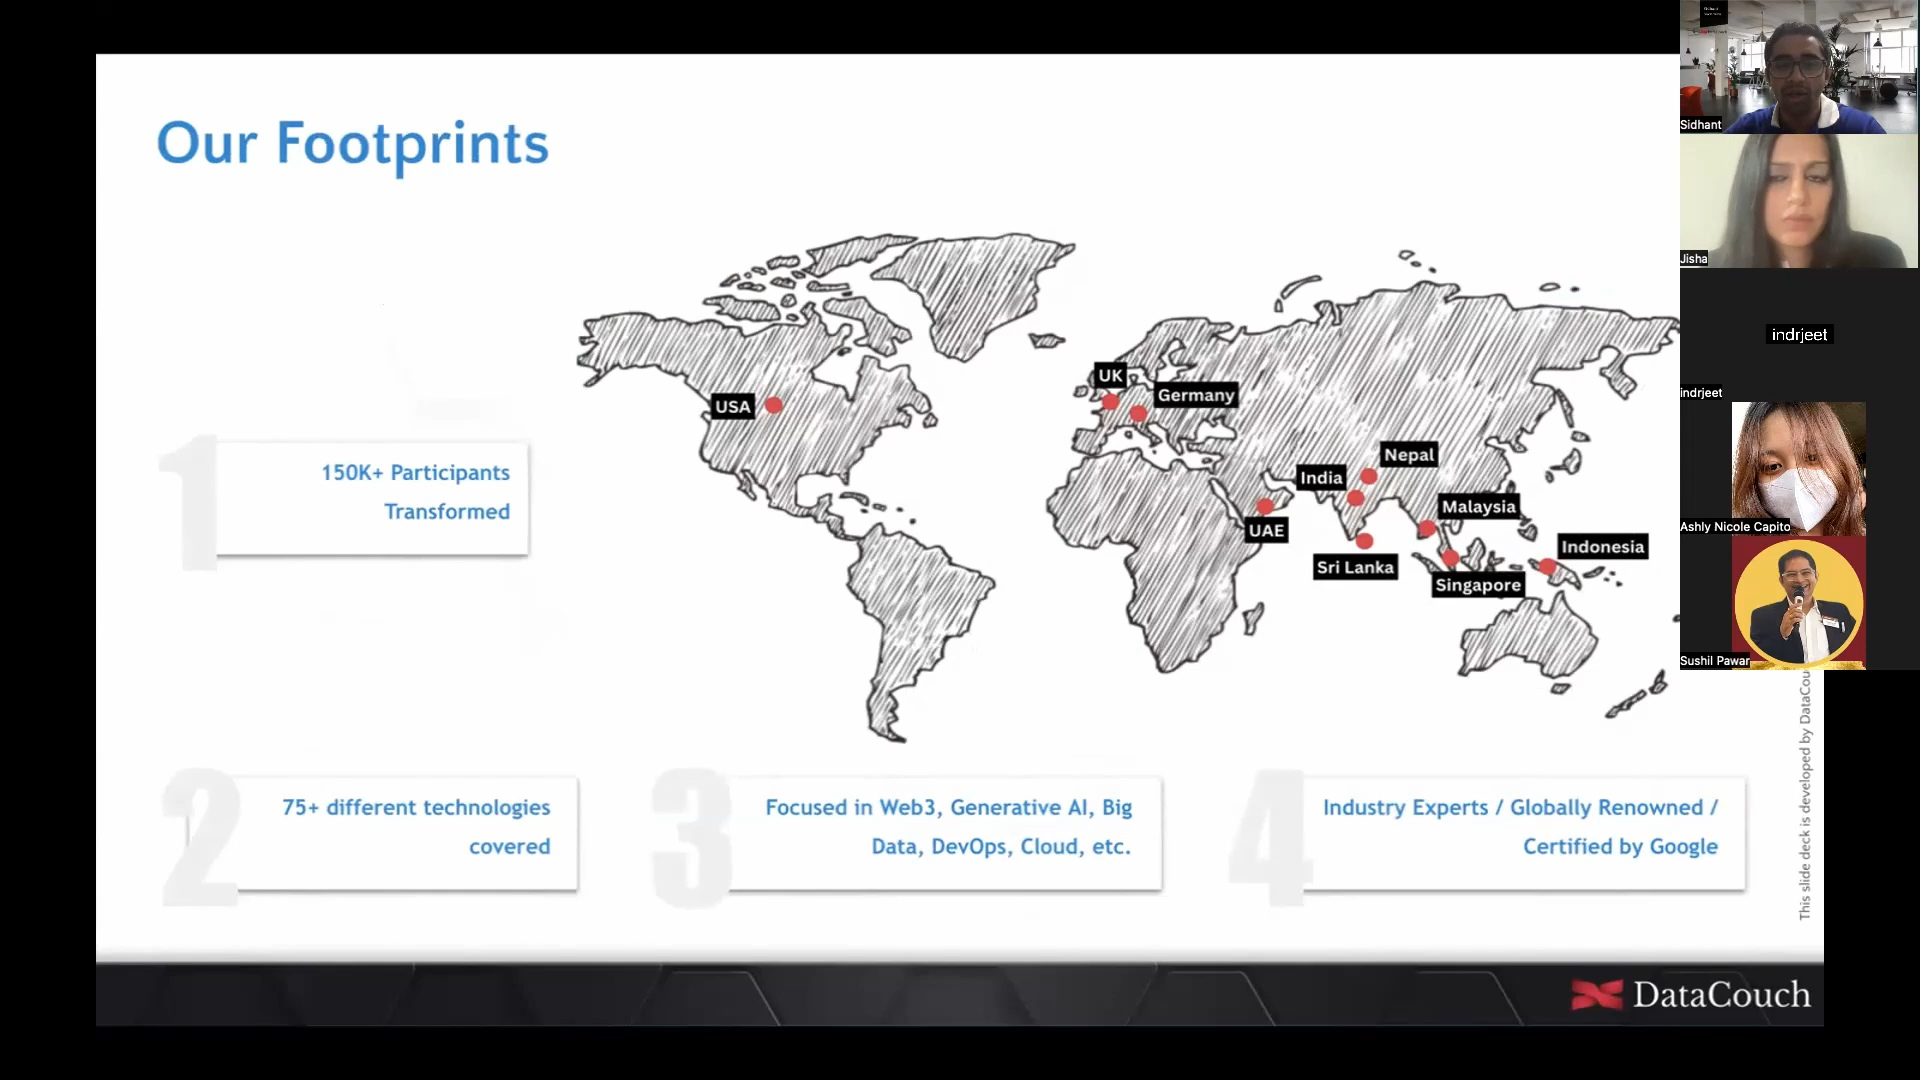 Our Footprints
USA
UK
Germany
Nepal
India
Malaysia
UAE
Indonesia
Sri Lanka
Singapore
1
150K+ Participants
Transformed
2
75+ different technologies
covered
3
Focused in Web3, Generative AI, Big
Data, DevOps, Cloud, etc.
4
Industry Experts / Globally Renowned /
Certified by Google
This slide deck is developed by DataCou
DataCouch
Sidhant
Jisha
indrjeet
indrjeet
Ashly Nicole Capito
Sushil Pawar